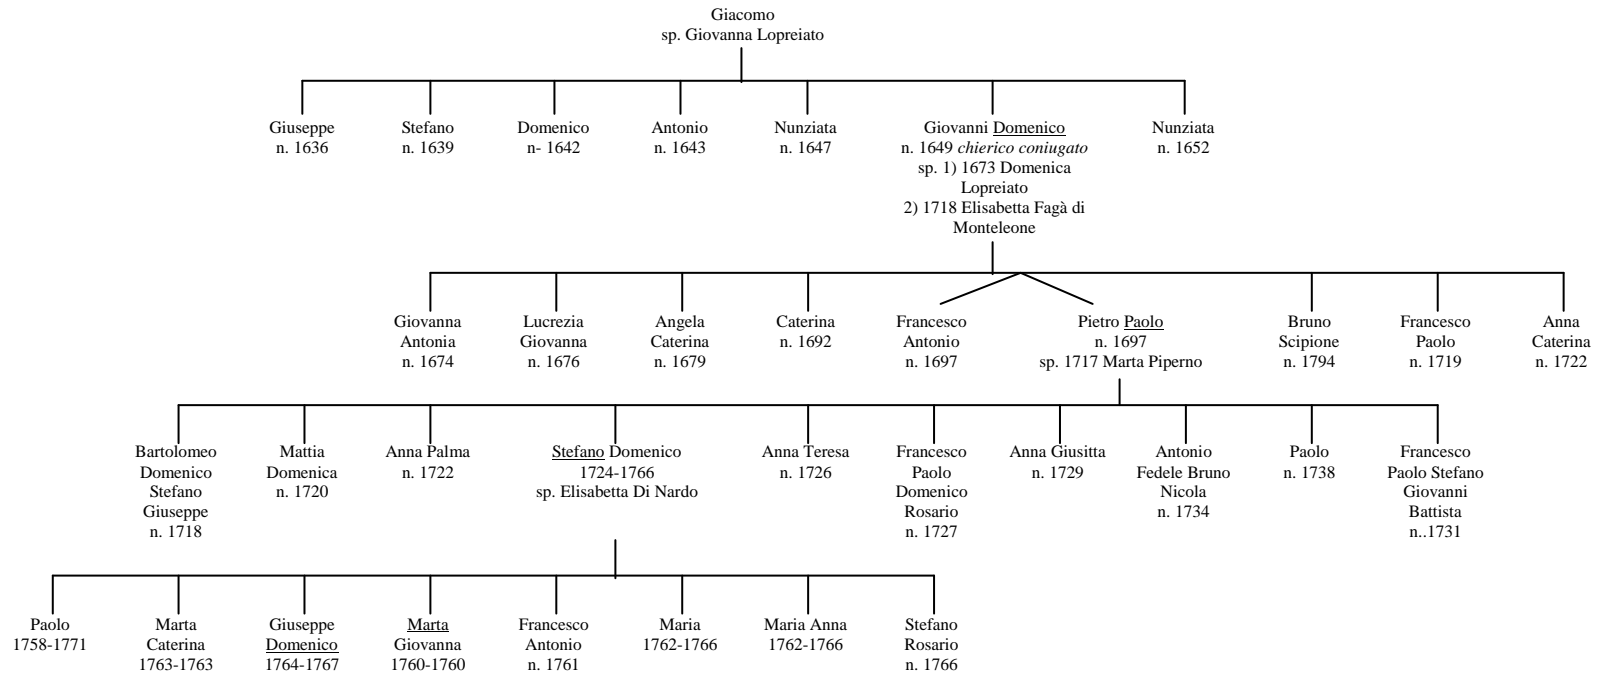 Giacomo
sp. Giovanna Lopreiato
Giuseppe
n. 1636
Stefano
n. 1639
Domenico
n- 1642
Antonio
n. 1643
Nunziata
n. 1647
Giovanni Domenico
n. 1649 chierico coniugato
sp. 1) 1673 Domenica
Lopreiato
2) 1718 Elisabetta Fagà di
Monteleone
Nunziata
n. 1652
Giovanna
Antonia
n. 1674
Lucrezia
Giovanna
n. 1676
Angela
Caterina
n. 1679
Caterina
n. 1692
Francesco
Antonio
n. 1697
Pietro Paolo
n. 1697
sp. 1717 Marta Piperno
Bruno
Scipione
n. 1794
Francesco
Paolo
n. 1719
Anna
Caterina
n. 1722
Bartolomeo
Domenico
Stefano
Giuseppe
n. 1718
Mattia
Domenica
n. 1720
Anna Palma
n. 1722
Stefano Domenico
1724-1766
sp. Elisabetta Di Nardo
Anna Teresa
n. 1726
Francesco
Paolo
Domenico
Rosario
n. 1727
Anna Giusitta
n. 1729
Antonio
Fedele Bruno
Nicola
n. 1734
Paolo
n. 1738
Francesco
Paolo Stefano
Giovanni
Battista
n..1731
Paolo
1758-1771
Marta
Caterina
1763-1763
Giuseppe
Domenico
1764-1767
Marta
Giovanna
1760-1760
Francesco
Antonio
n. 1761
Maria
1762-1766
Maria Anna
1762-1766
Stefano
Rosario
n. 1766